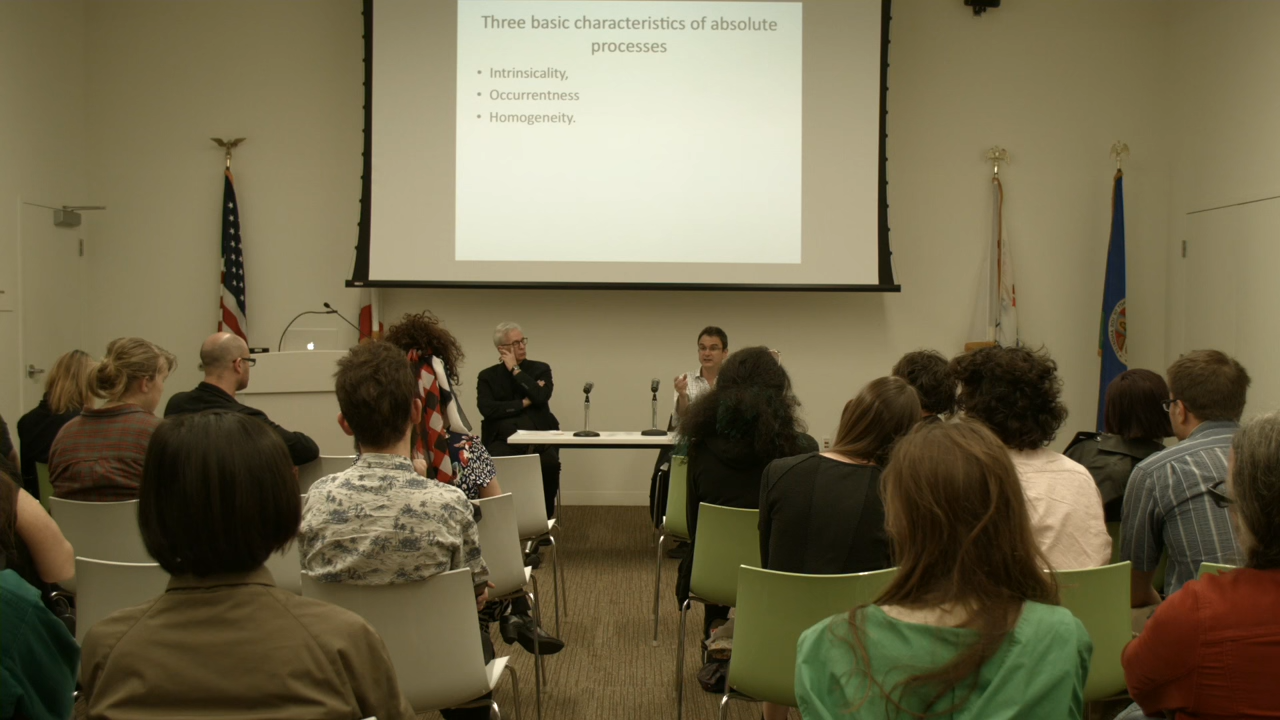 Three basic characteristics of absolute
processes
• Intrinsicality,
• Occurrentness
• Homogeneity.